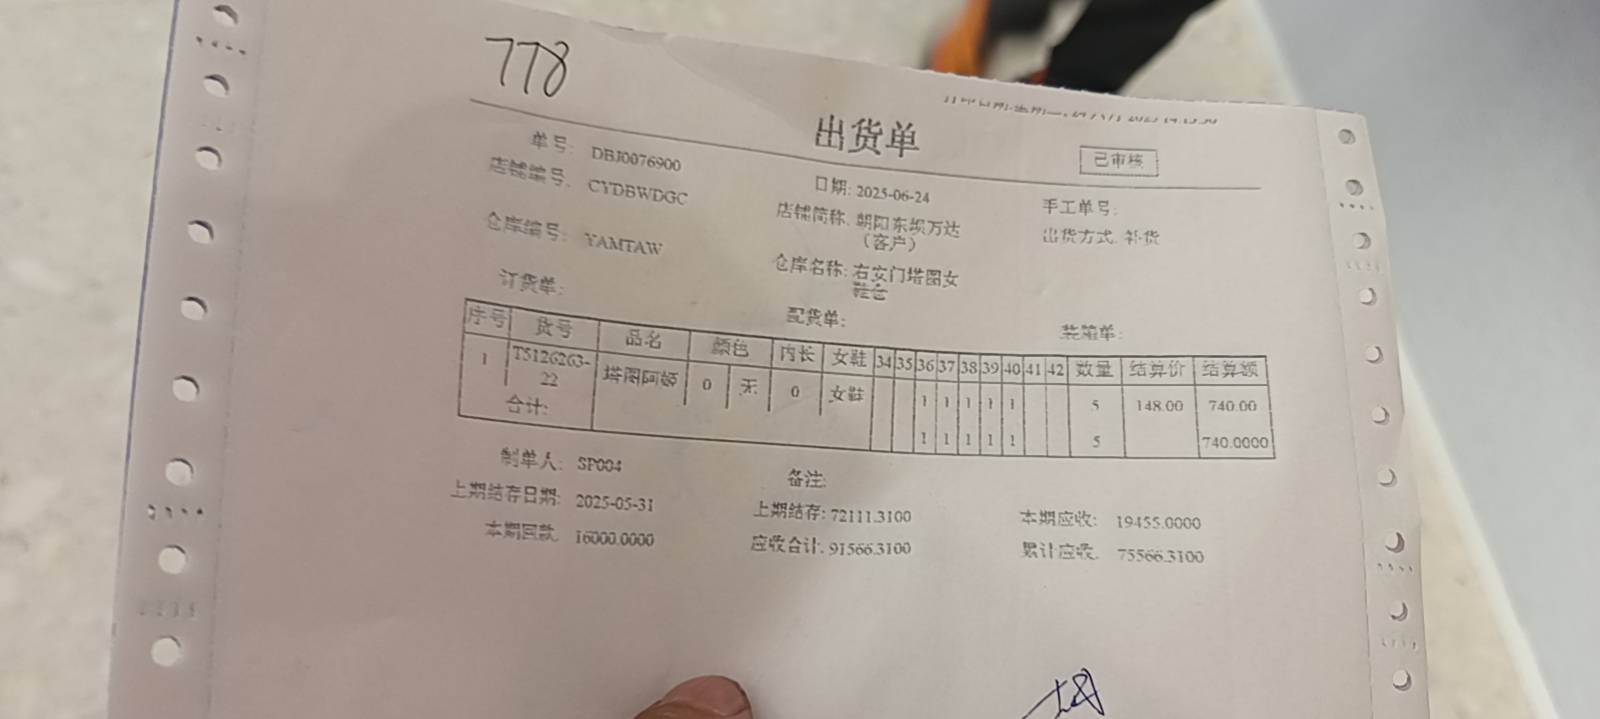 778
出货单
已审核
单号: DBJ0076900 日期: 2025-06-24 手工单号:
店铺编号: CYDBWDGC 店铺简称: 朝阳东坝万达(客户) 出货方式: 补货
仓库编号: YAMTAW 仓库名称: 右安门塔图女鞋仓
订货单: 配货单: 装箱单:
序号 货号 品名 颜色 内长 女鞋 34 35 36 37 38 39 40 41 42 数量 结算价 结算额
1 T5126263-22 塔图阿姬 0 无 0 女鞋 1 1 1 1 1 5 148.00 740.00
合计: 1 1 1 1 1 5 740.0000
制单人: SP004 备注:
上期结存日期: 2025-05-31 上期结存: 72111.3100 本期应收: 19455.0000
本期回款: 16000.0000 应收合计: 91566.3100 累计应收: 75566.3100